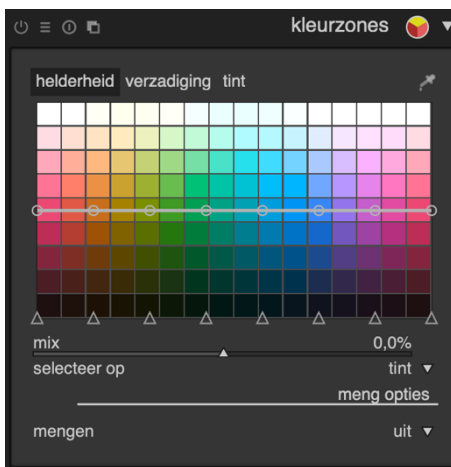 kleurzones
helderheid verzadiging tint
mix 0,0%
selecteer op tint
meng opties
mengen uit